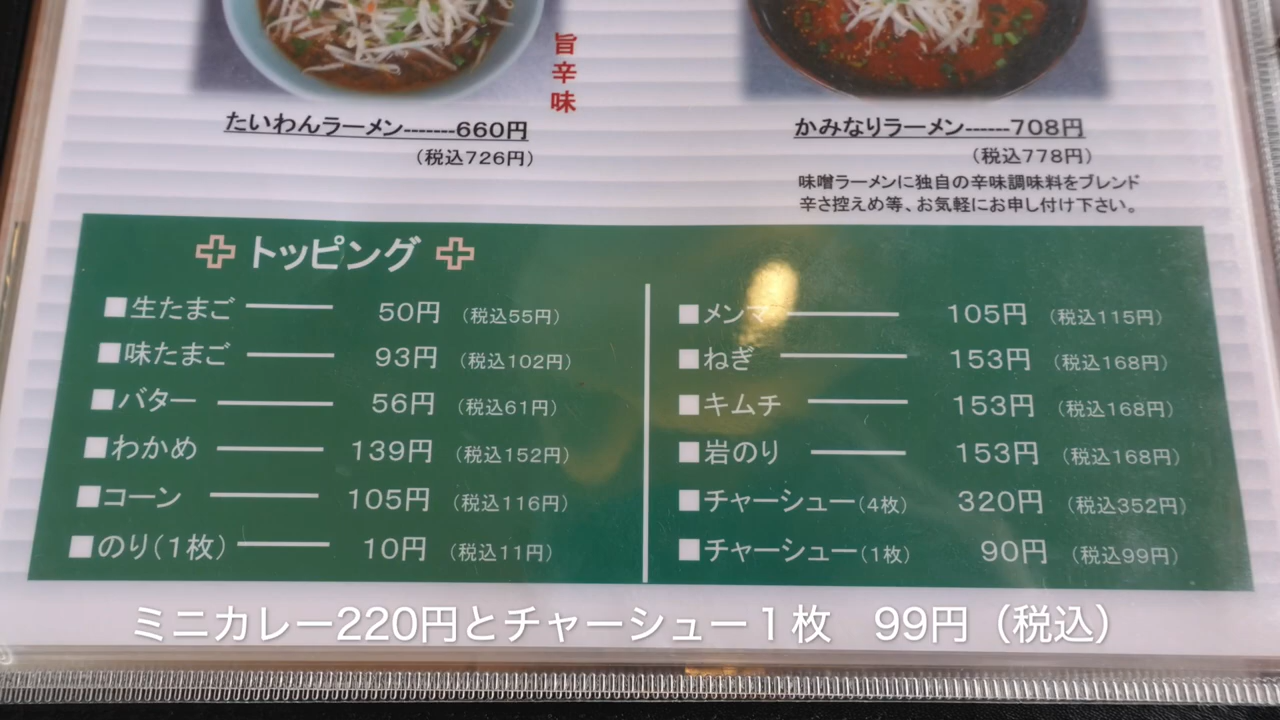 旨辛味
たいわんラーメン-------660円
(税込726円)
かみなりラーメン------708円
(税込778円)
味噌ラーメンに独自の辛味調味料をブレンド
辛さ控えめ等、お気軽にお申し付け下さい。
トッピング
■生たまご 50円 (税込55円)
■味たまご 93円 (税込102円)
■バター 56円 (税込61円)
■わかめ 139円 (税込152円)
■コーン 105円 (税込116円)
■のり(1枚) 10円 (税込11円)
■メンマ 105円 (税込115円)
■ねぎ 153円 (税込168円)
■キムチ 153円 (税込168円)
■岩のり 153円 (税込168円)
■チャーシュー(4枚) 320円 (税込352円)
■チャーシュー(1枚) 90円 (税込99円)
ミニカレー220円とチャーシュー1枚　99円（税込）